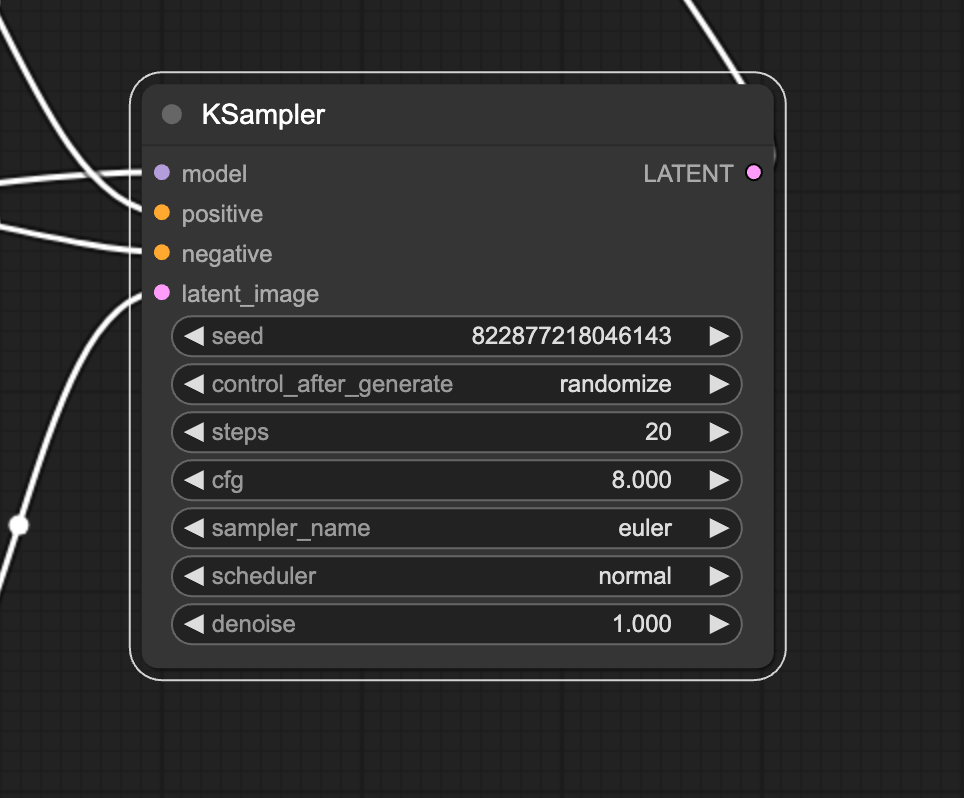 KSampler
model LATENT
positive
negative
latent_image
seed 822877218046143
control_after_generate randomize
steps 20
cfg 8.000
sampler_name euler
scheduler normal
denoise 1.000